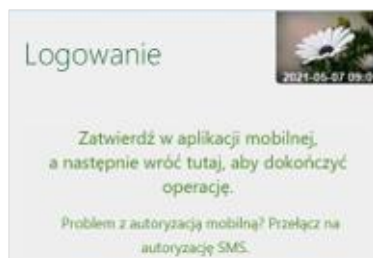 Logowanie
2021-05-07 09:0
Zatwierdź w aplikacji mobilnej,
a następnie wróć tutaj, aby dokończyć
operację.
Problem z autoryzacją mobilną? Przełącz na
autoryzację SMS.